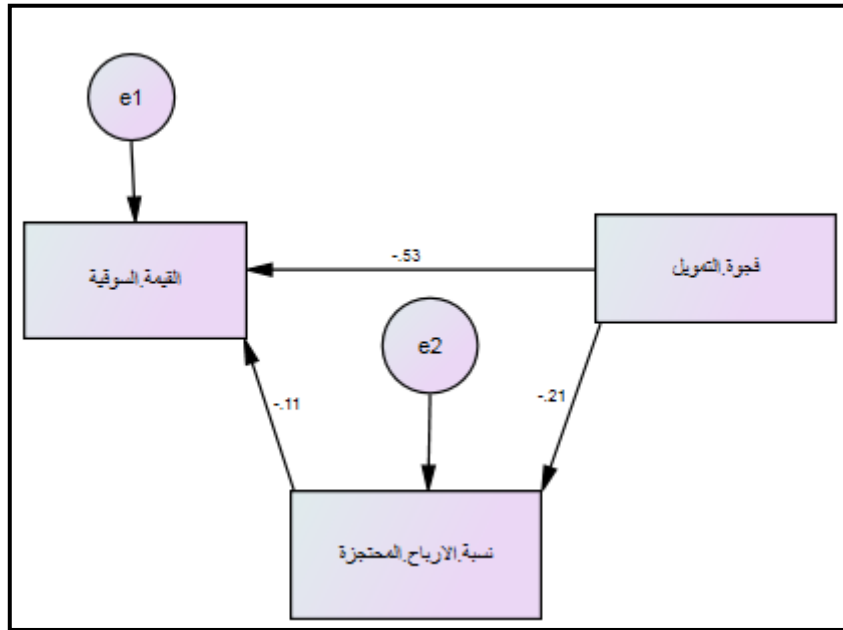 e1
القيمة.السوقية
-.53
فجوة.التمويل
e2
-.11
-.21
نسبة.الارباح.المحتجزة